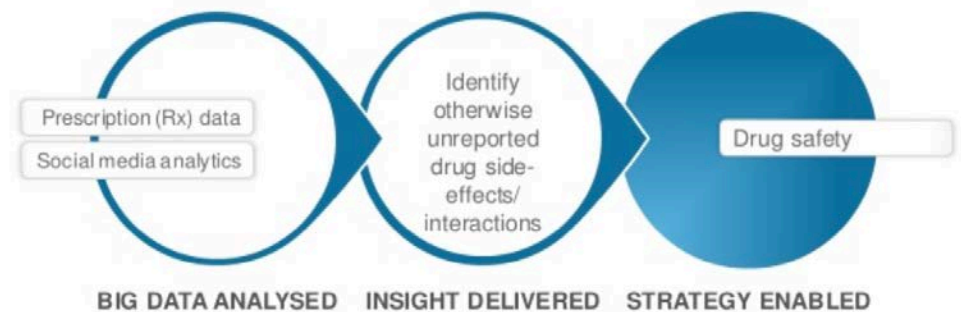 Prescription (Rx) data
Social media analytics
Identify
otherwise
unreported
drug side-
effects/
interactions
Drug safety
BIG DATA ANALYSED
INSIGHT DELIVERED
STRATEGY ENABLED